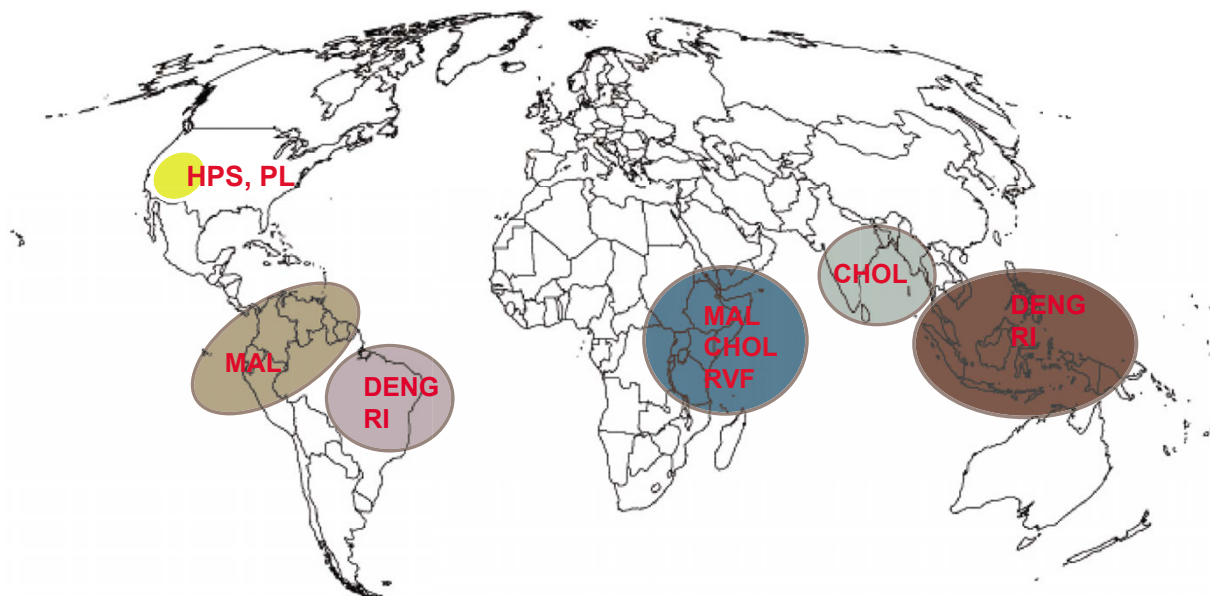 HPS, PL
MAL
DENG
RI
MAL
CHOL
RVF
CHOL
DENG
RI